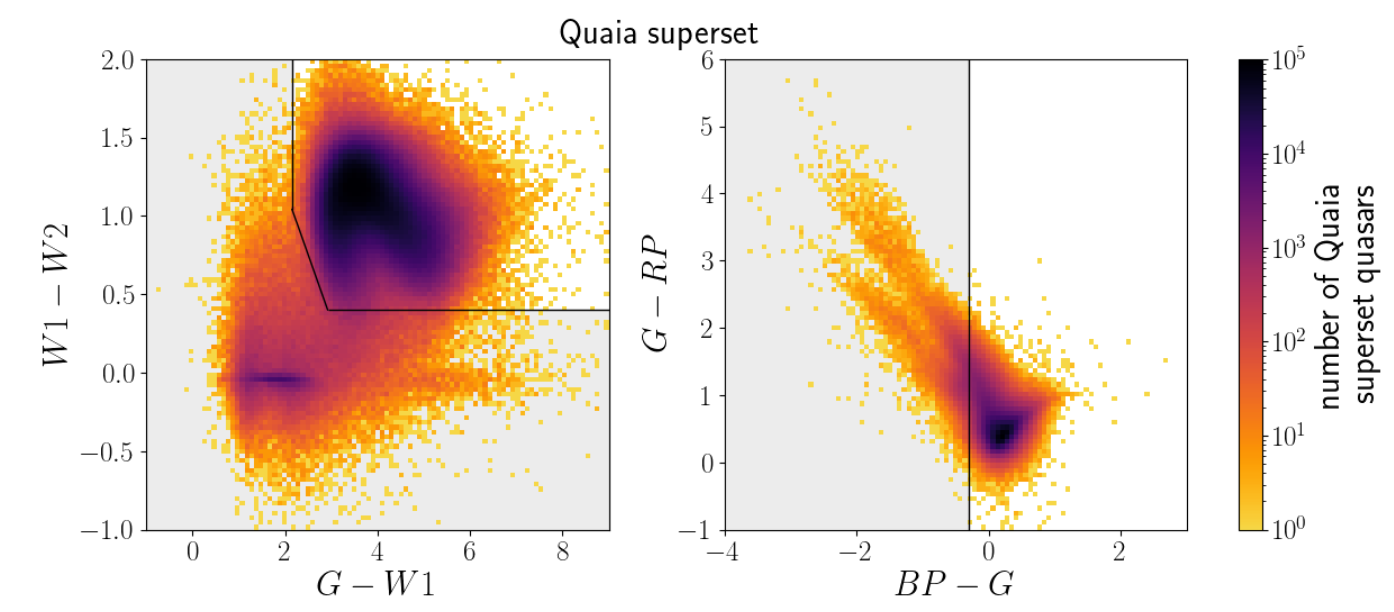 Quaia superset
2.0
1.5
1.0
0.5
0.0
−0.5
−1.0
W1 − W2
0 2 4 6 8
G − W1
6
5
4
3
2
1
0
−1
G − RP
−4 −2 0 2
BP − G
10^5
10^4
10^3
10^2
10^1
10^0
number of Quaia
superset quasars